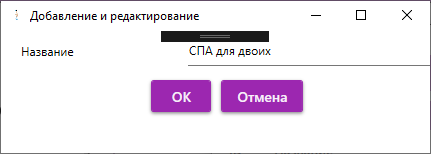 Добавление и редактирование
Название СПА для двоих
ОК Отмена